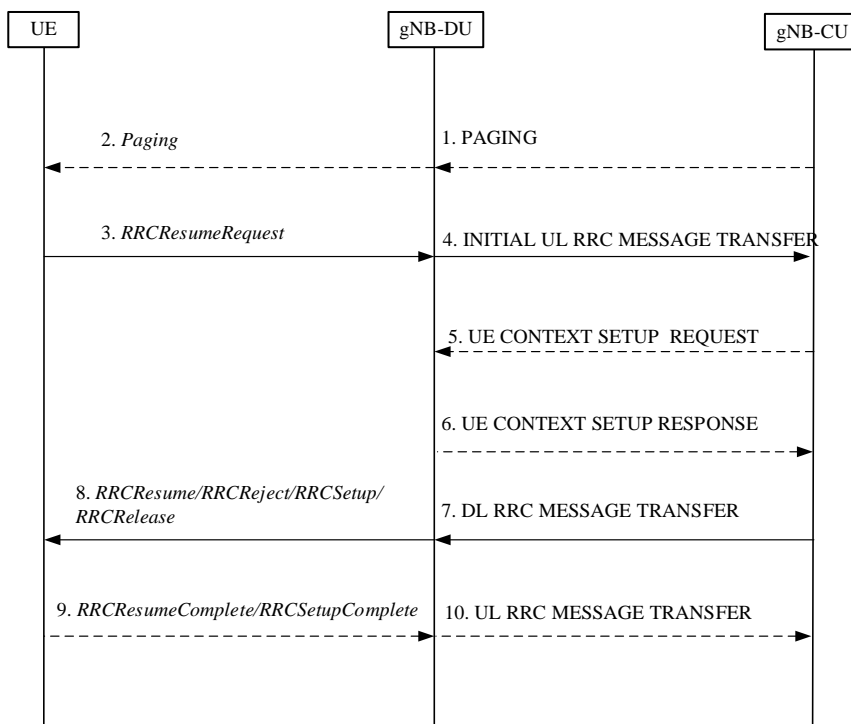 UE
gNB-DU
gNB-CU
2. Paging
1. PAGING
3. RRCResumeRequest
4. INITIAL UL RRC MESSAGE TRANSFER
5. UE CONTEXT SETUP REQUEST
6. UE CONTEXT SETUP RESPONSE
8. RRCResume/RRCReject/RRCSetup/
RRCRelease
7. DL RRC MESSAGE TRANSFER
9. RRCResumeComplete/RRCSetupComplete
10. UL RRC MESSAGE TRANSFER